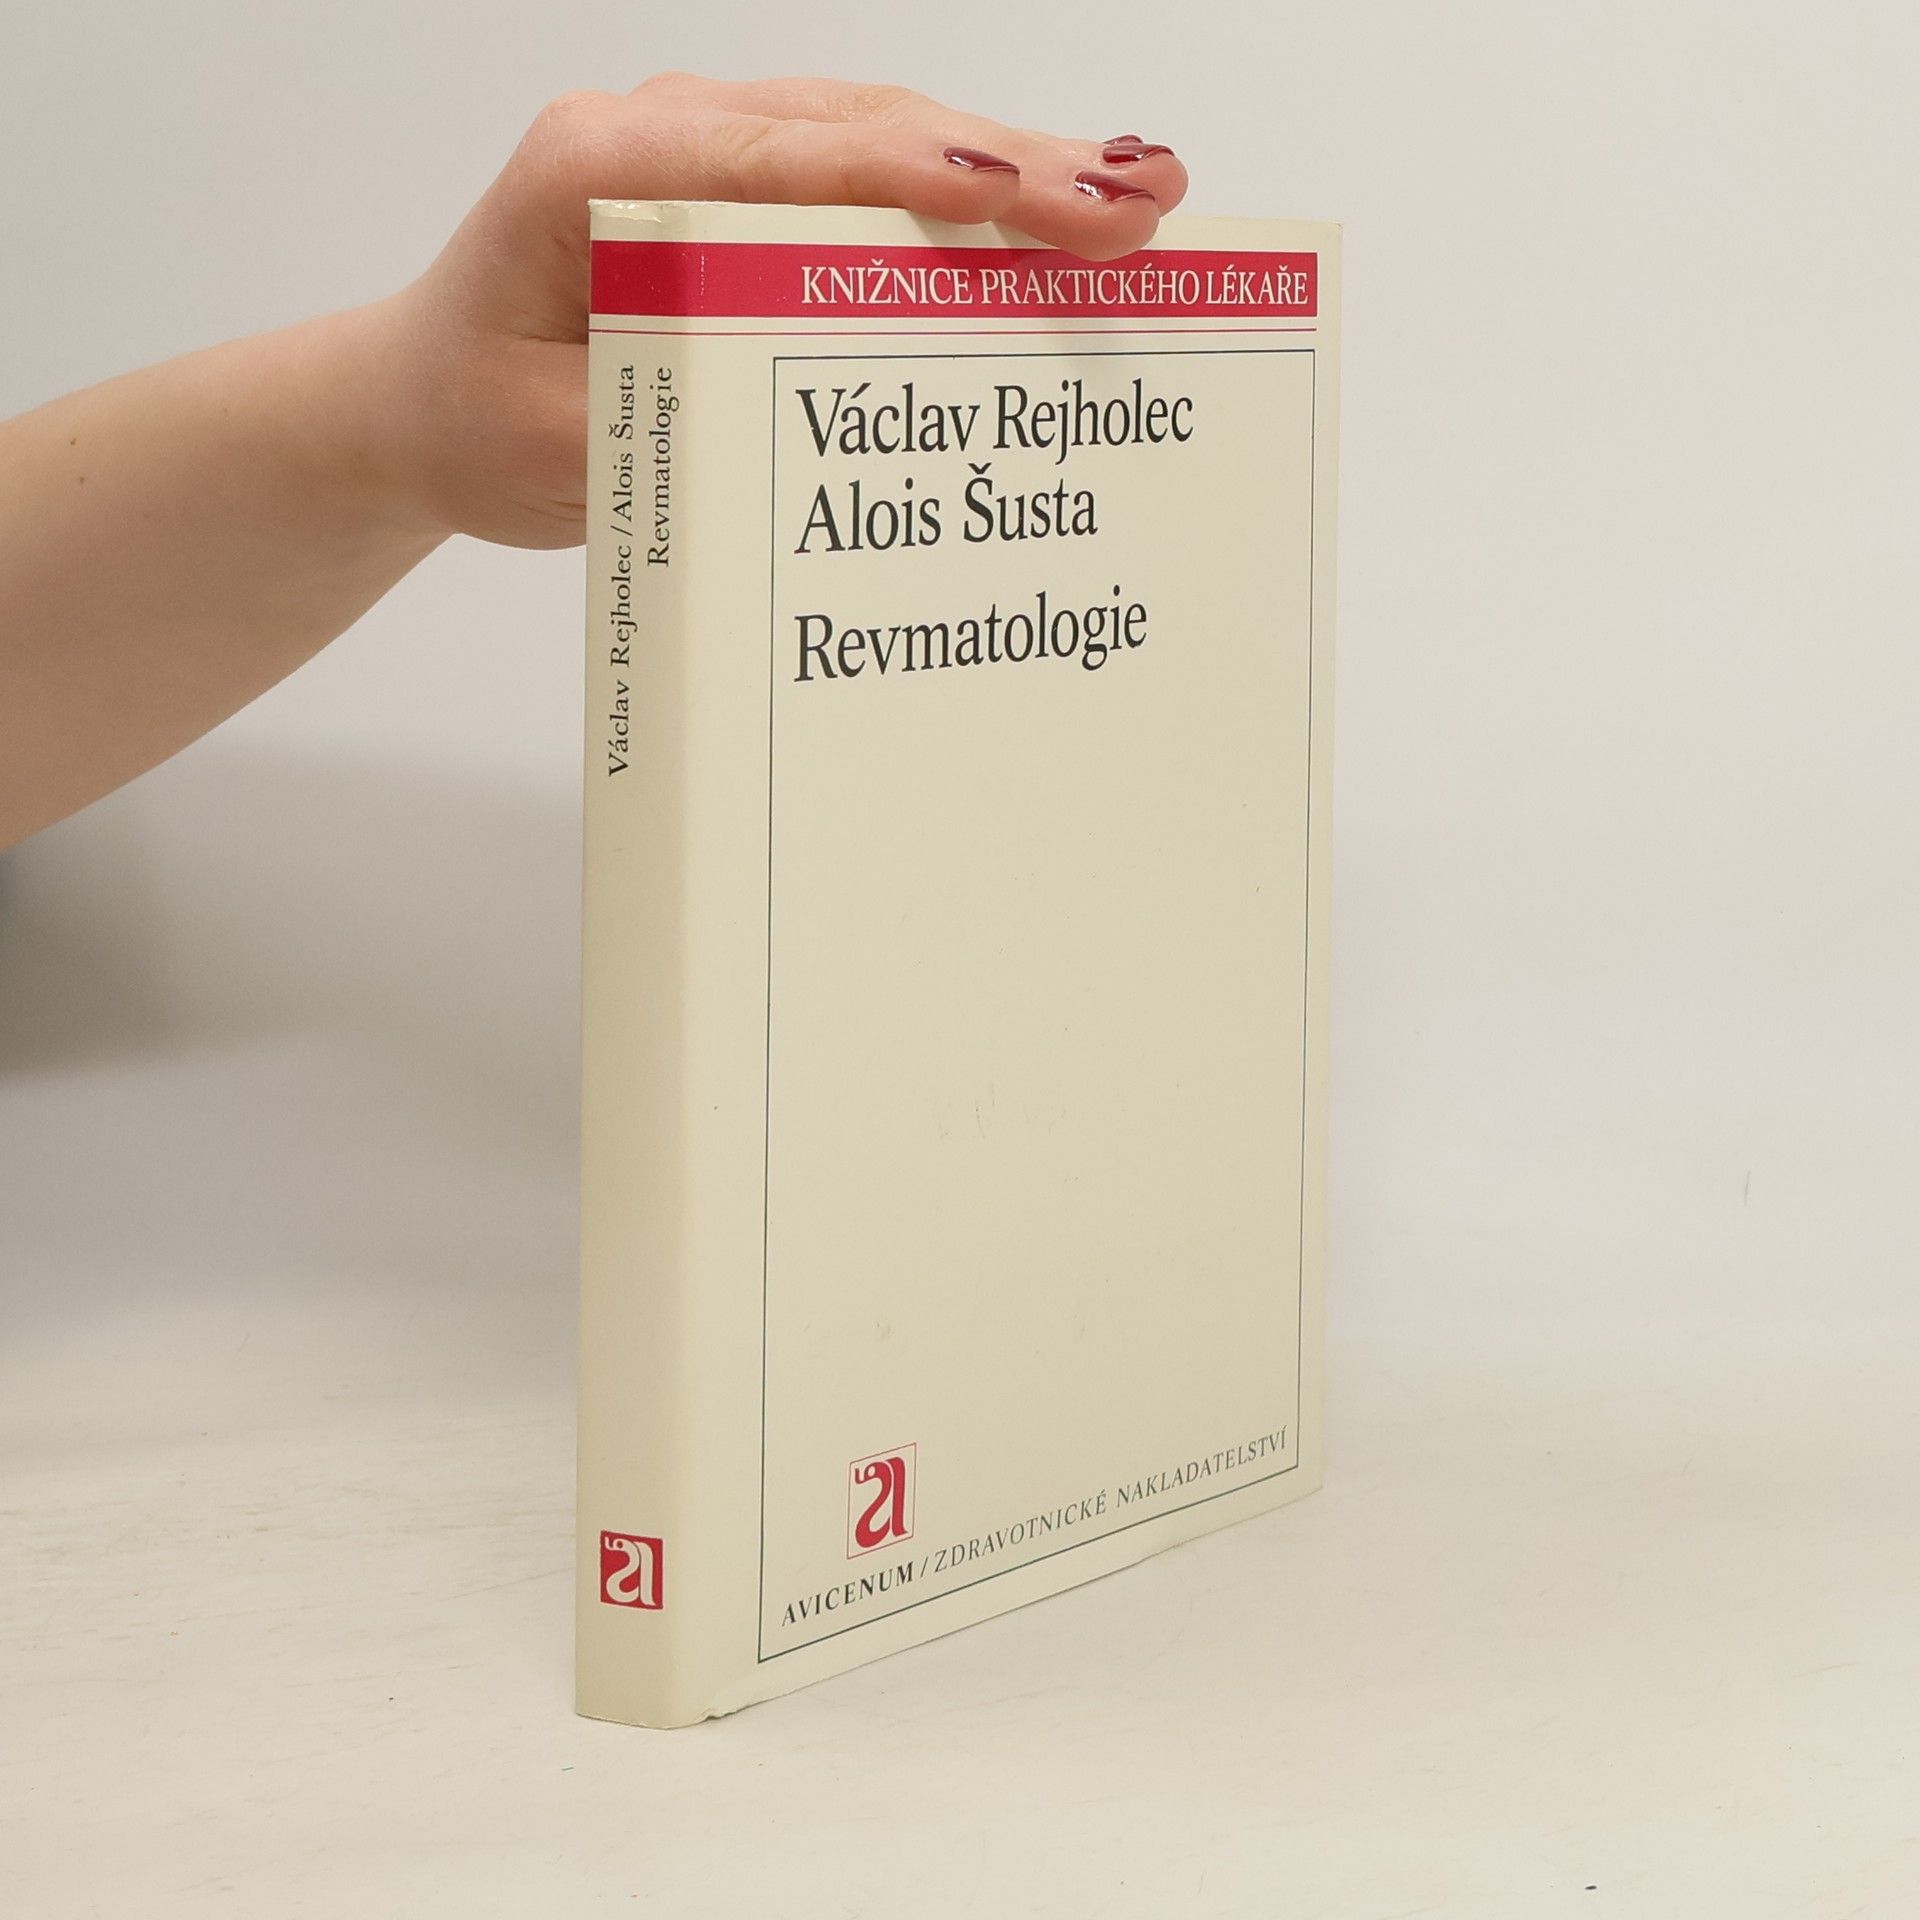 KNIŽNICE PRAKTICKÉHO LÉKAŘE
Václav Rejholec
Alois Šusta
Revmatologie
a
AVICENUM / ZDRAVOTNICKÉ NAKLADATELSTVÍ
Václav Rejholec / Alois Šusta
Revmatologie
a